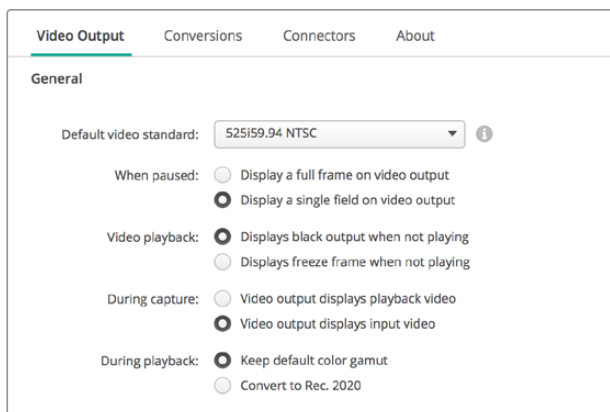 Video Output Conversions Connectors About
General
Default video standard: 525i59.94 NTSC
When paused: Display a full frame on video output
Display a single field on video output
Video playback: Displays black output when not playing
Displays freeze frame when not playing
During capture: Video output displays playback video
Video output displays input video
During playback: Keep default color gamut
Convert to Rec. 2020